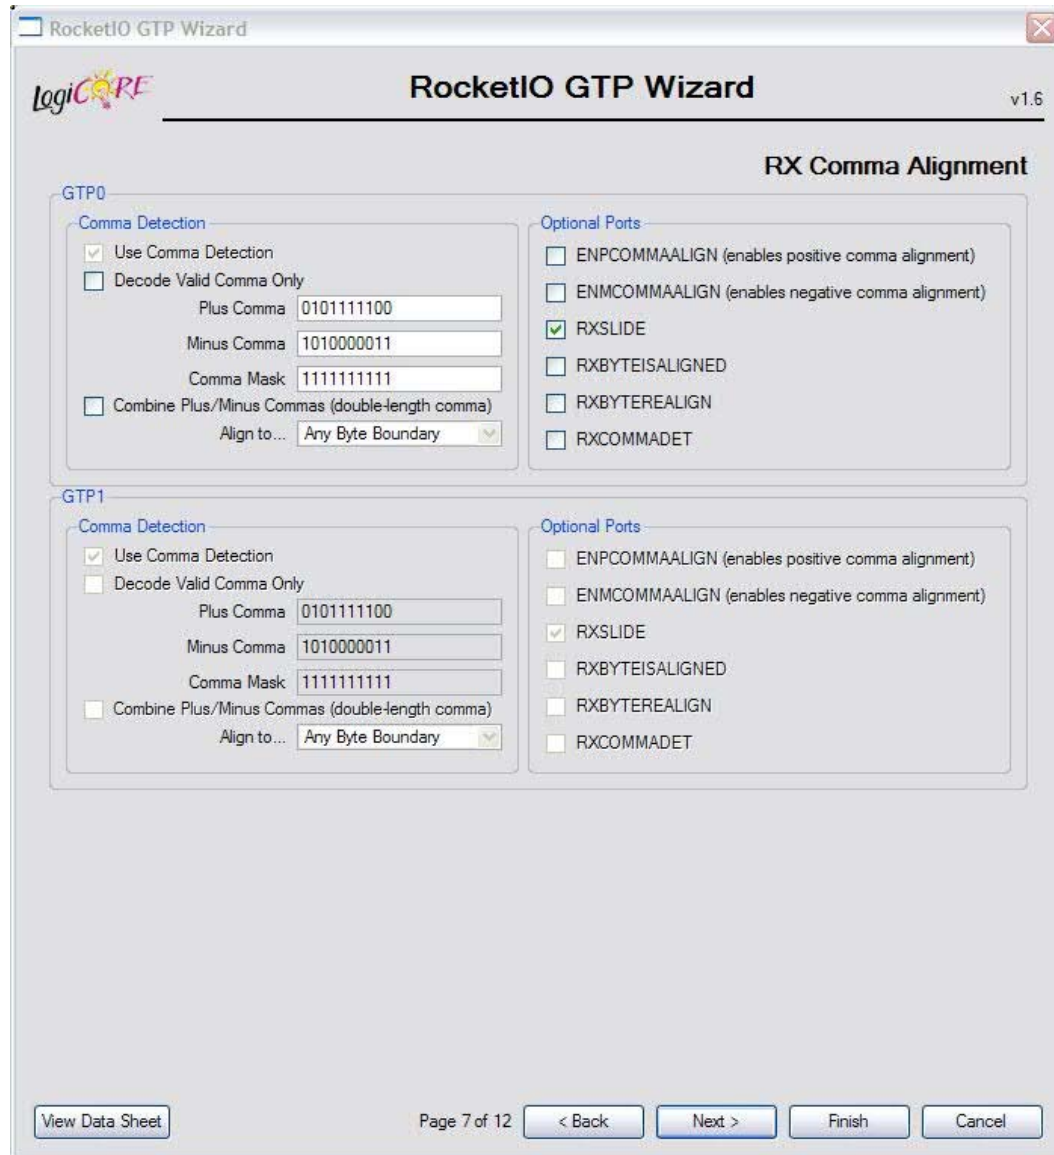 RocketIO GTP Wizard
LogiCORE
RocketIO GTP Wizard
v1.6
RX Comma Alignment
GTP0
Comma Detection
Use Comma Detection
Decode Valid Comma Only
Plus Comma 0101111100
Minus Comma 1010000011
Comma Mask 1111111111
Combine Plus/Minus Commas (double-length comma)
Align to... Any Byte Boundary
Optional Ports
ENPCOMMAALIGN (enables positive comma alignment)
ENMCOMMAALIGN (enables negative comma alignment)
RXSLIDE
RXBYTEISALIGNED
RXBYTEREALIGN
RXCOMMADET
GTP1
Comma Detection
Use Comma Detection
Decode Valid Comma Only
Plus Comma 0101111100
Minus Comma 1010000011
Comma Mask 1111111111
Combine Plus/Minus Commas (double-length comma)
Align to... Any Byte Boundary
Optional Ports
ENPCOMMAALIGN (enables positive comma alignment)
ENMCOMMAALIGN (enables negative comma alignment)
RXSLIDE
RXBYTEISALIGNED
RXBYTEREALIGN
RXCOMMADET
View Data Sheet Page 7 of 12 < Back Next > Finish Cancel